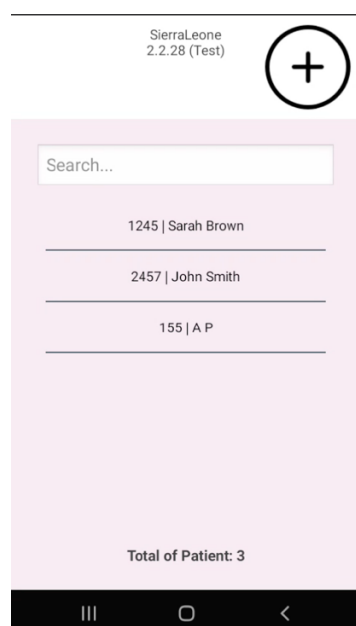 SierraLeone
2.2.28 (Test)
Search...
1245 | Sarah Brown
2457 | John Smith
155 | A P
Total of Patient: 3